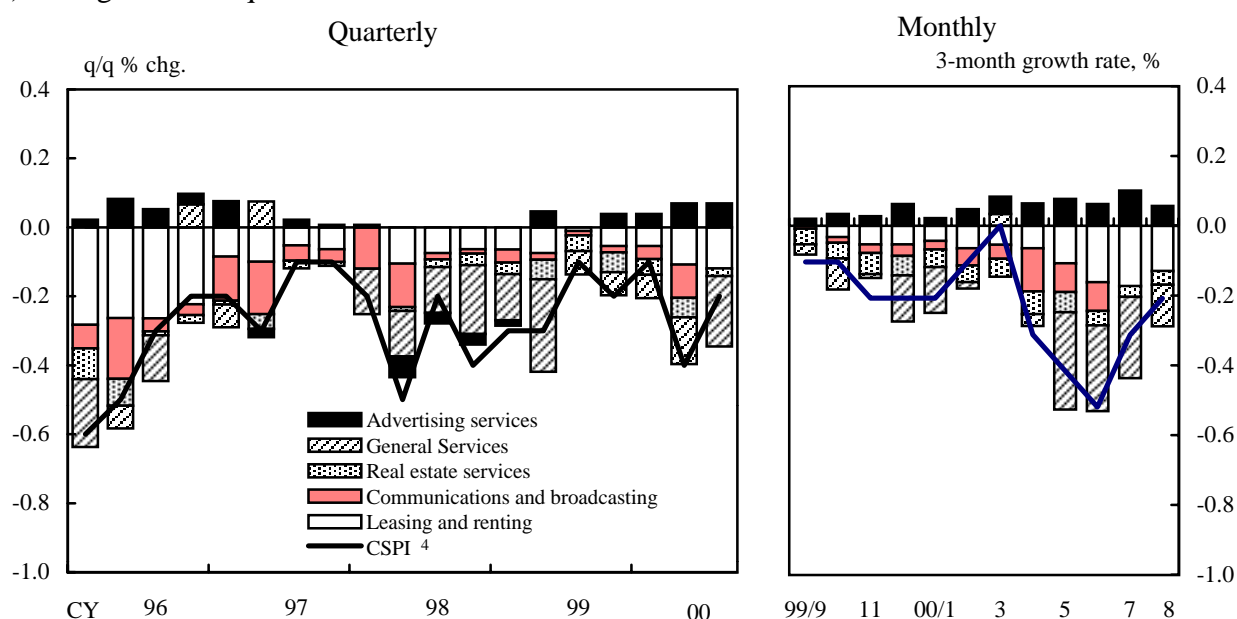 Quarterly
Monthly
q/q % chg.
3-month growth rate, %
0.4
0.2
0.0
-0.2
-0.4
-0.6
-0.8
-1.0
Advertising services
General Services
Real estate services
Communications and broadcasting
Leasing and renting
CSPI 4
CY 96 97 98 99 00
0.4
0.2
0.0
-0.2
-0.4
-0.6
-0.8
-1.0
99/9 11 00/1 3 5 7 8